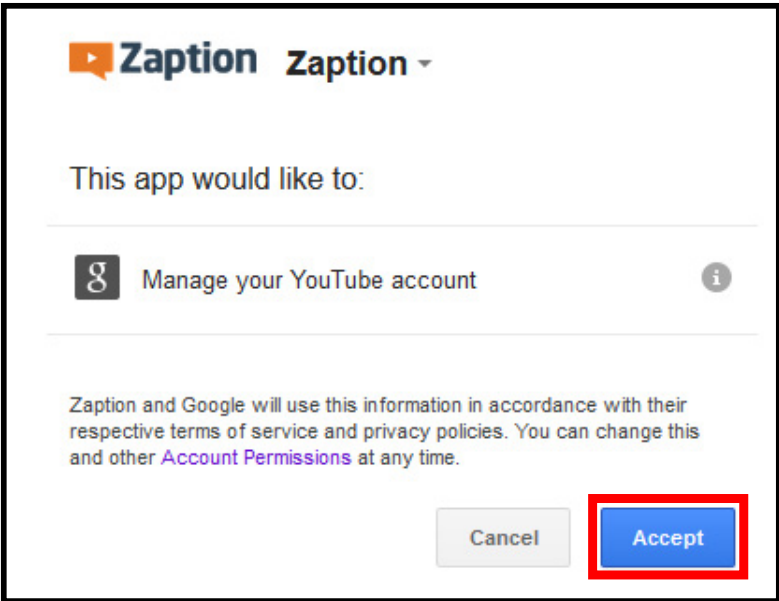 Zaption Zaption
This app would like to:
g Manage your YouTube account i
Zaption and Google will use this information in accordance with their
respective terms of service and privacy policies. You can change this
and other Account Permissions at any time.
Cancel Accept